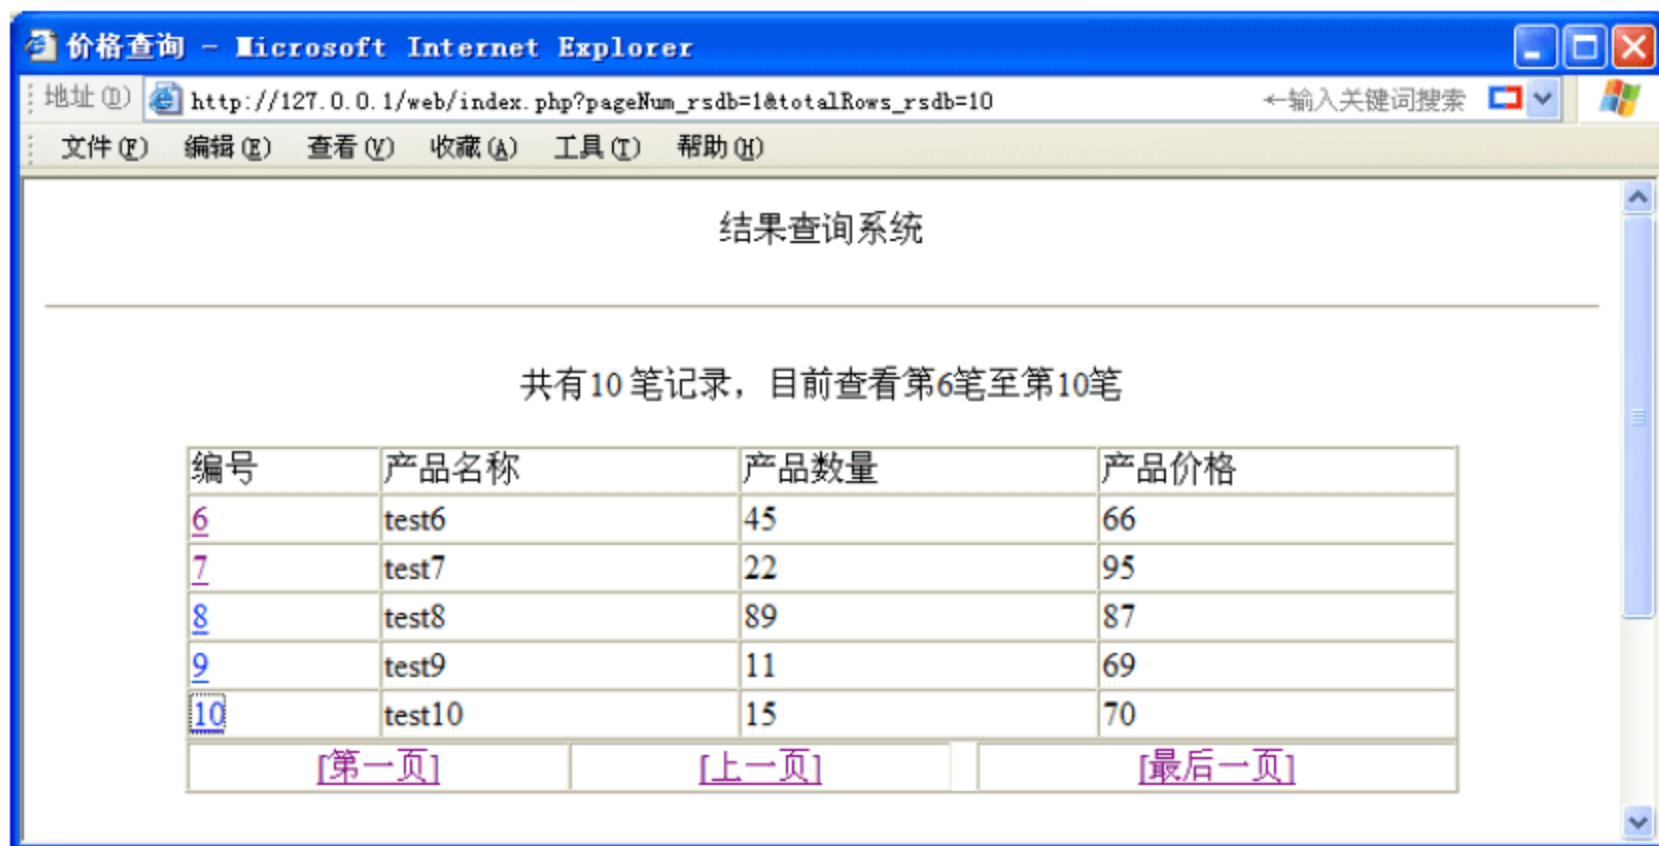 价格查询 - Microsoft Internet Explorer
地址(D) http://127.0.0.1/web/index.php?pageNum_rsdb=1&totalRows_rsdb=10 ←输入关键词搜索
文件(F) 编辑(E) 查看(V) 收藏(A) 工具(T) 帮助(H)
结果查询系统
共有10 笔记录，目前查看第6笔至第10笔
编号 产品名称 产品数量 产品价格
6 test6 45 66
7 test7 22 95
8 test8 89 87
9 test9 11 69
10 test10 15 70
[第一页] [上一页] [最后一页]